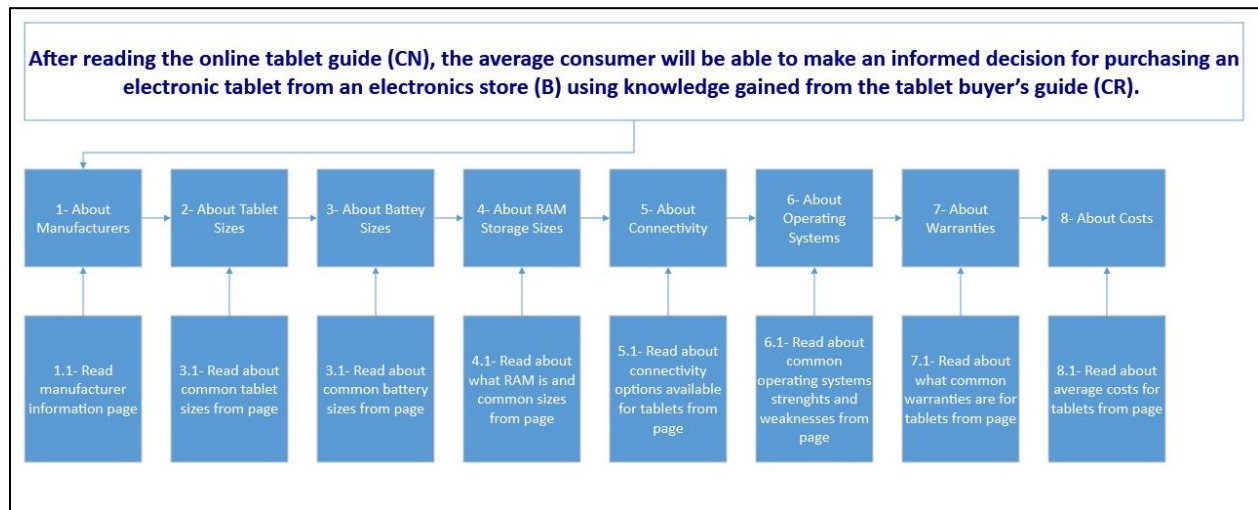 After reading the online tablet guide (CN), the average consumer will be able to make an informed decision for purchasing an
electronic tablet from an electronics store (B) using knowledge gained from the tablet buyer’s guide (CR).
1- About
Manufacturers
2- About Tablet
Sizes
3- About Battey
Sizes
4- About RAM
Storage Sizes
5- About
Connectivity
6- About
Operating
Systems
7- About
Warranties
8- About Costs
1.1- Read
manufacturer
information page
3.1- Read about
common tablet
sizes from page
3.1- Read about
common battery
sizes from page
4.1- Read about
what RAM is and
common sizes
from page
5.1- Read about
connectivity
options available
for tablets from
page
6.1- Read about
common
operating systems
strenghts and
weaknesses from
page
7.1- Read about
what common
warranties are for
tablets from page
8.1- Read about
average costs for
tablets from page